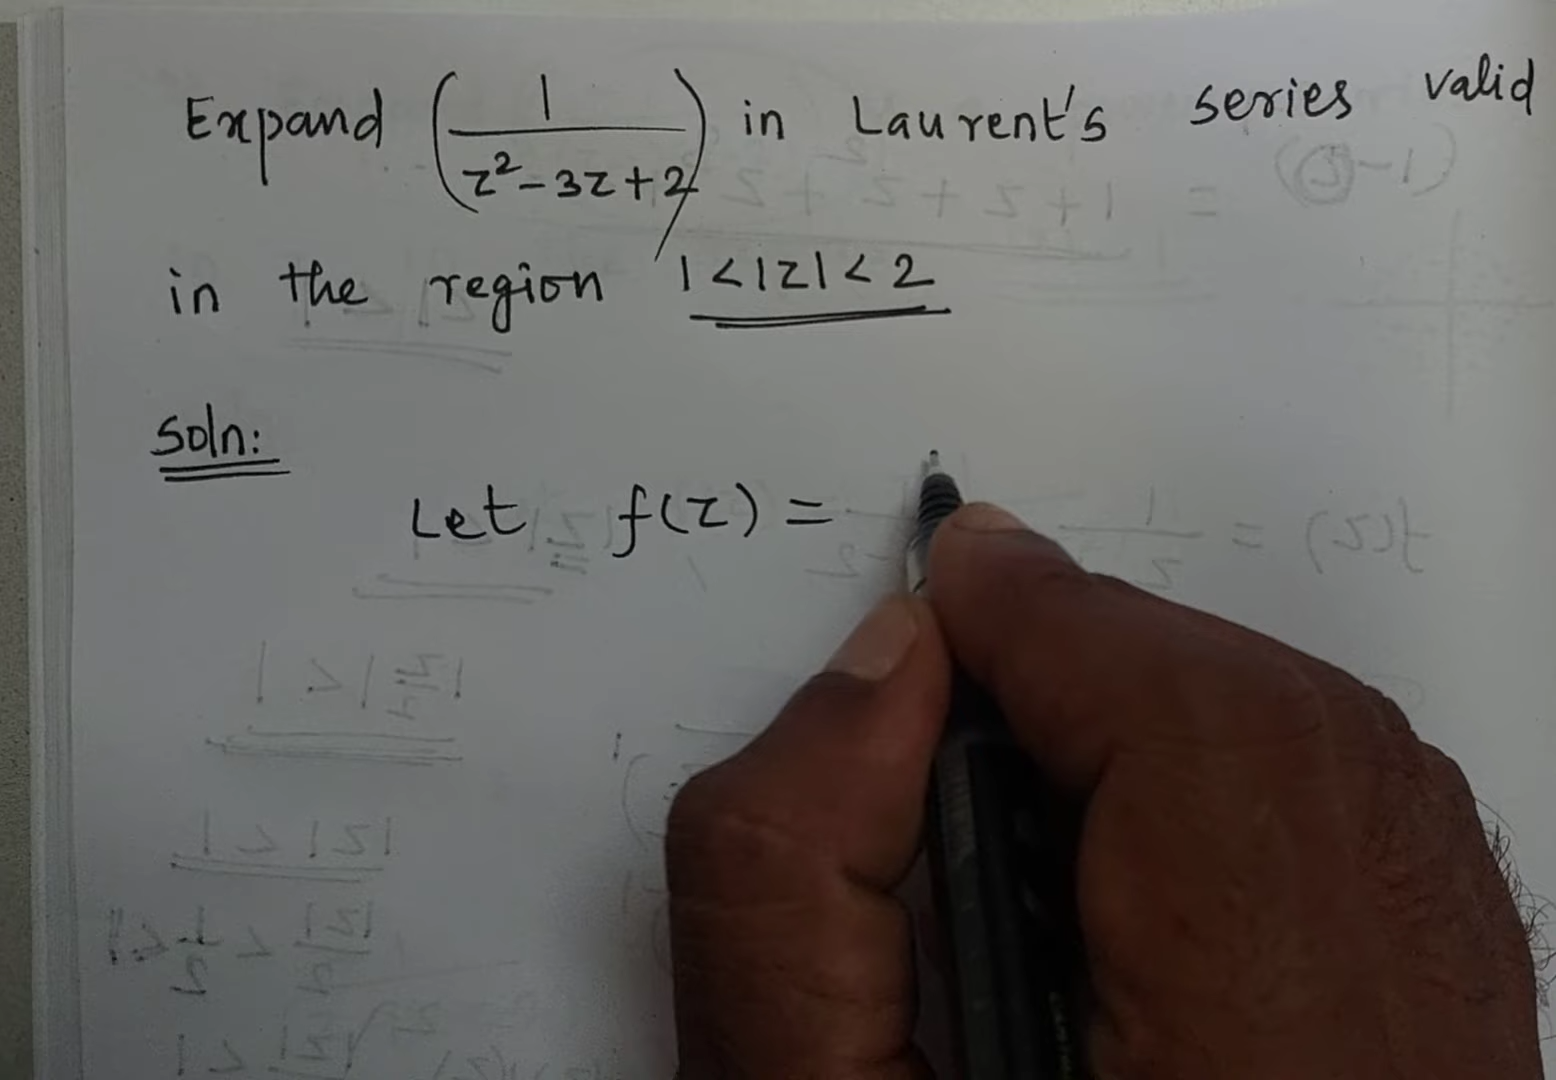 Expand (1/(z²-3z+2)) in Laurent's series valid
in the region 1<|z|<2
Soln:
Let f(z) =